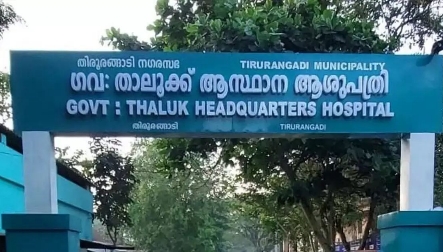 തിരൂരങ്ങാടി നഗരസഭ TIRURANGADI MUNICIPALITY
ഗവ: താലൂക്ക് ആസ്ഥാന ആശുപത്രി
GOVT : THALUK HEADQUARTERS HOSPITAL
തിരൂരങ്ങാടി TIRURANGADI